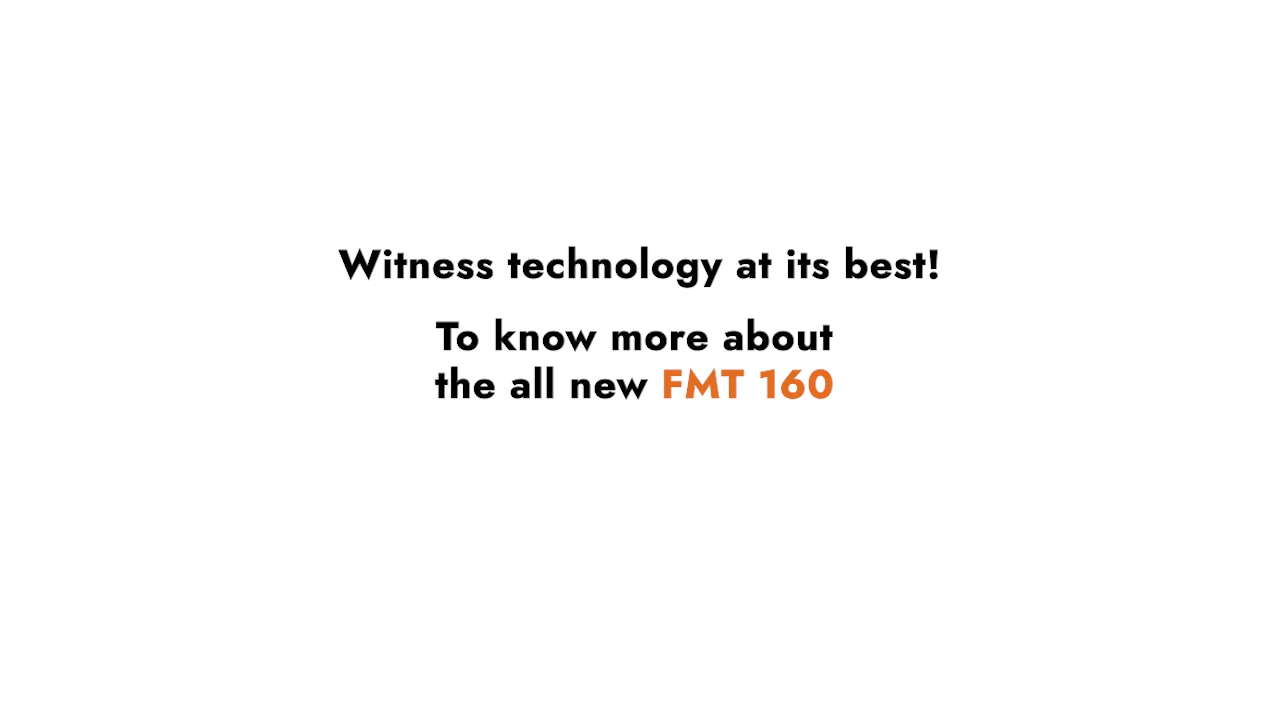 Witness technology at its best!
To know more about
the all new FMT 160